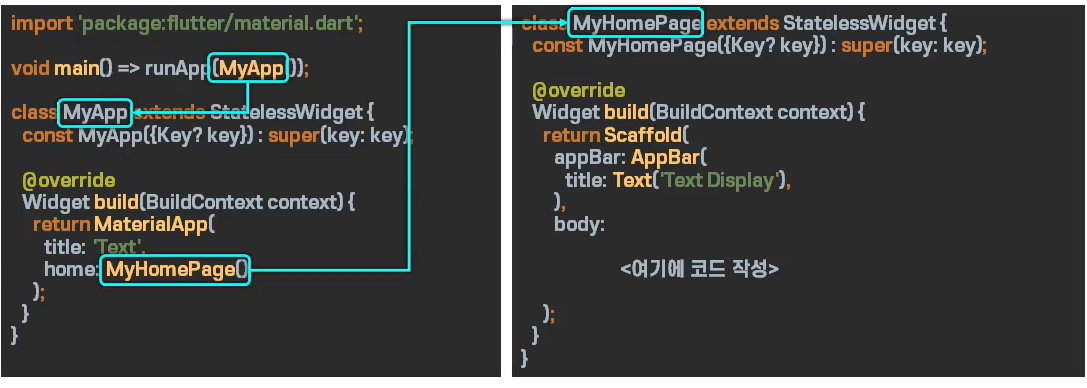 import 'package:flutter/material.dart';
void main() => runApp(MyApp());
class MyApp extends StatelessWidget {
const MyApp({Key? key}) : super(key: key);
@override
Widget build(BuildContext context) {
return MaterialApp(
title: 'Text',
home: MyHomePage()
);
}
}
class MyHomePage extends StatelessWidget {
const MyHomePage({Key? key}) : super(key: key);
@override
Widget build(BuildContext context) {
return Scaffold(
appBar: AppBar(
title: Text('Text Display'),
),
body:
<여기에 코드 작성>
);
}
}